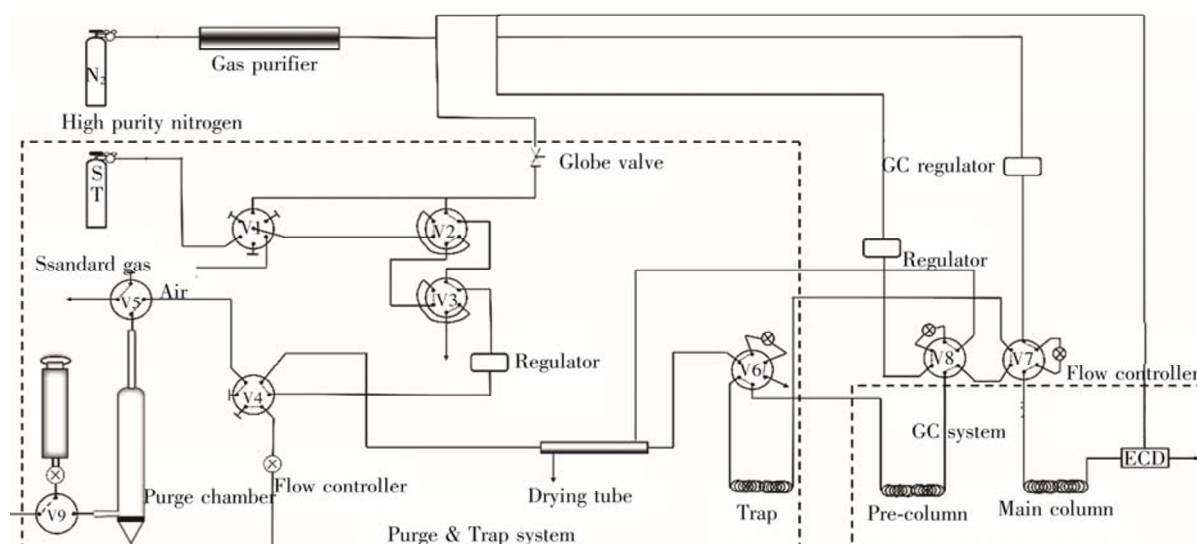 N₂
Gas purifier
High purity nitrogen
Globe valve
S
T
GC regulator
V1
V2
Regulator
Ssandard gas
Air
V5
V3
Regulator
V6
V8
V7
Flow controller
V4
GC system
ECD
Purge chamber
Flow controller
Drying tube
Trap
Pre-column
Main column
V9
Purge & Trap system